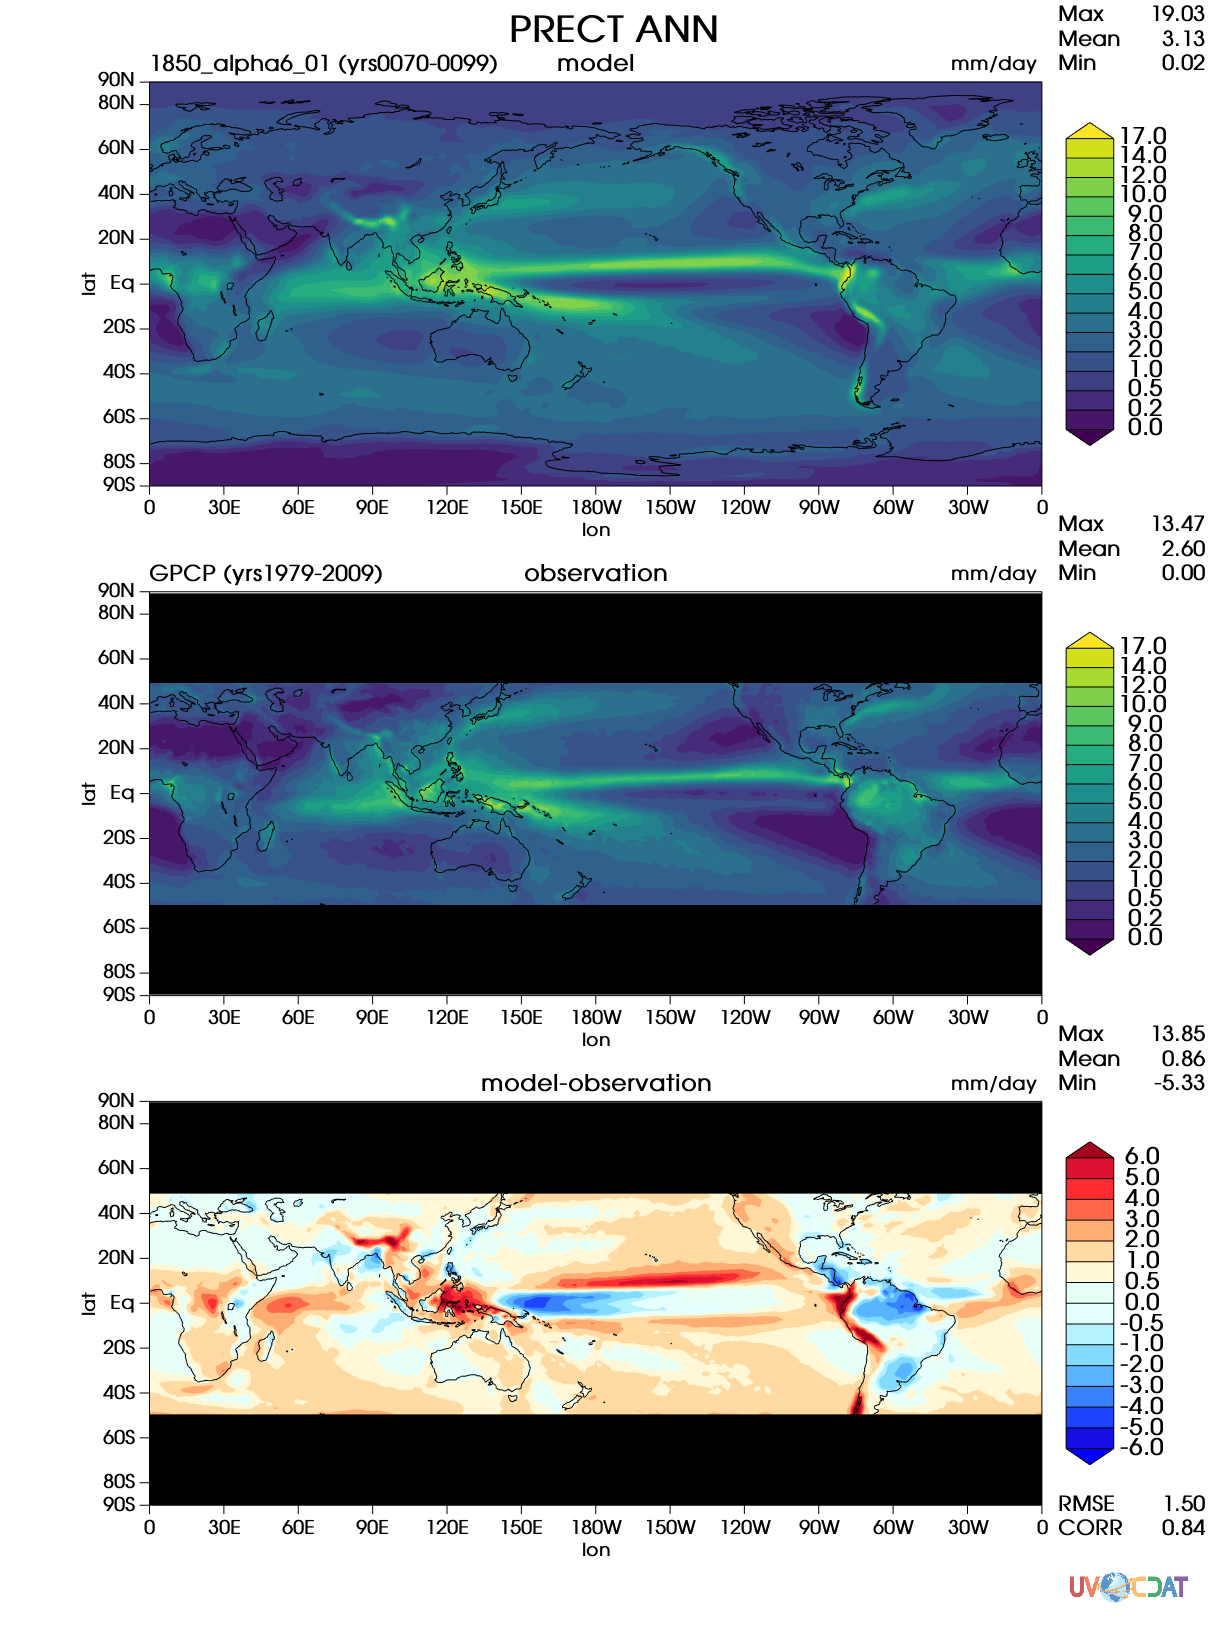 PRECT ANN
Max 19.03
Mean 3.13
Min 0.02
1850_alpha6_01 (yrs0070-0099) model mm/day
90N
80N
60N
40N
20N
Eq
20S
40S
60S
80S
90S
lat
0 30E 60E 90E 120E 150E 180W 150W 120W 90W 60W 30W 0
lon
17.0
14.0
12.0
10.0
9.0
8.0
7.0
6.0
5.0
4.0
3.0
2.0
1.0
0.5
0.2
0.0
Max 13.47
Mean 2.60
Min 0.00
GPCP (yrs1979-2009) observation mm/day
90N
80N
60N
40N
20N
Eq
20S
40S
60S
80S
90S
lat
0 30E 60E 90E 120E 150E 180W 150W 120W 90W 60W 30W 0
lon
17.0
14.0
12.0
10.0
9.0
8.0
7.0
6.0
5.0
4.0
3.0
2.0
1.0
0.5
0.2
0.0
Max 13.85
Mean 0.86
Min -5.33
model-observation mm/day
90N
80N
60N
40N
20N
Eq
20S
40S
60S
80S
90S
lat
0 30E 60E 90E 120E 150E 180W 150W 120W 90W 60W 30W 0
lon
6.0
5.0
4.0
3.0
2.0
1.0
0.5
0.0
-0.5
-1.0
-2.0
-3.0
-4.0
-5.0
-6.0
RMSE 1.50
CORR 0.84
UV CDAT